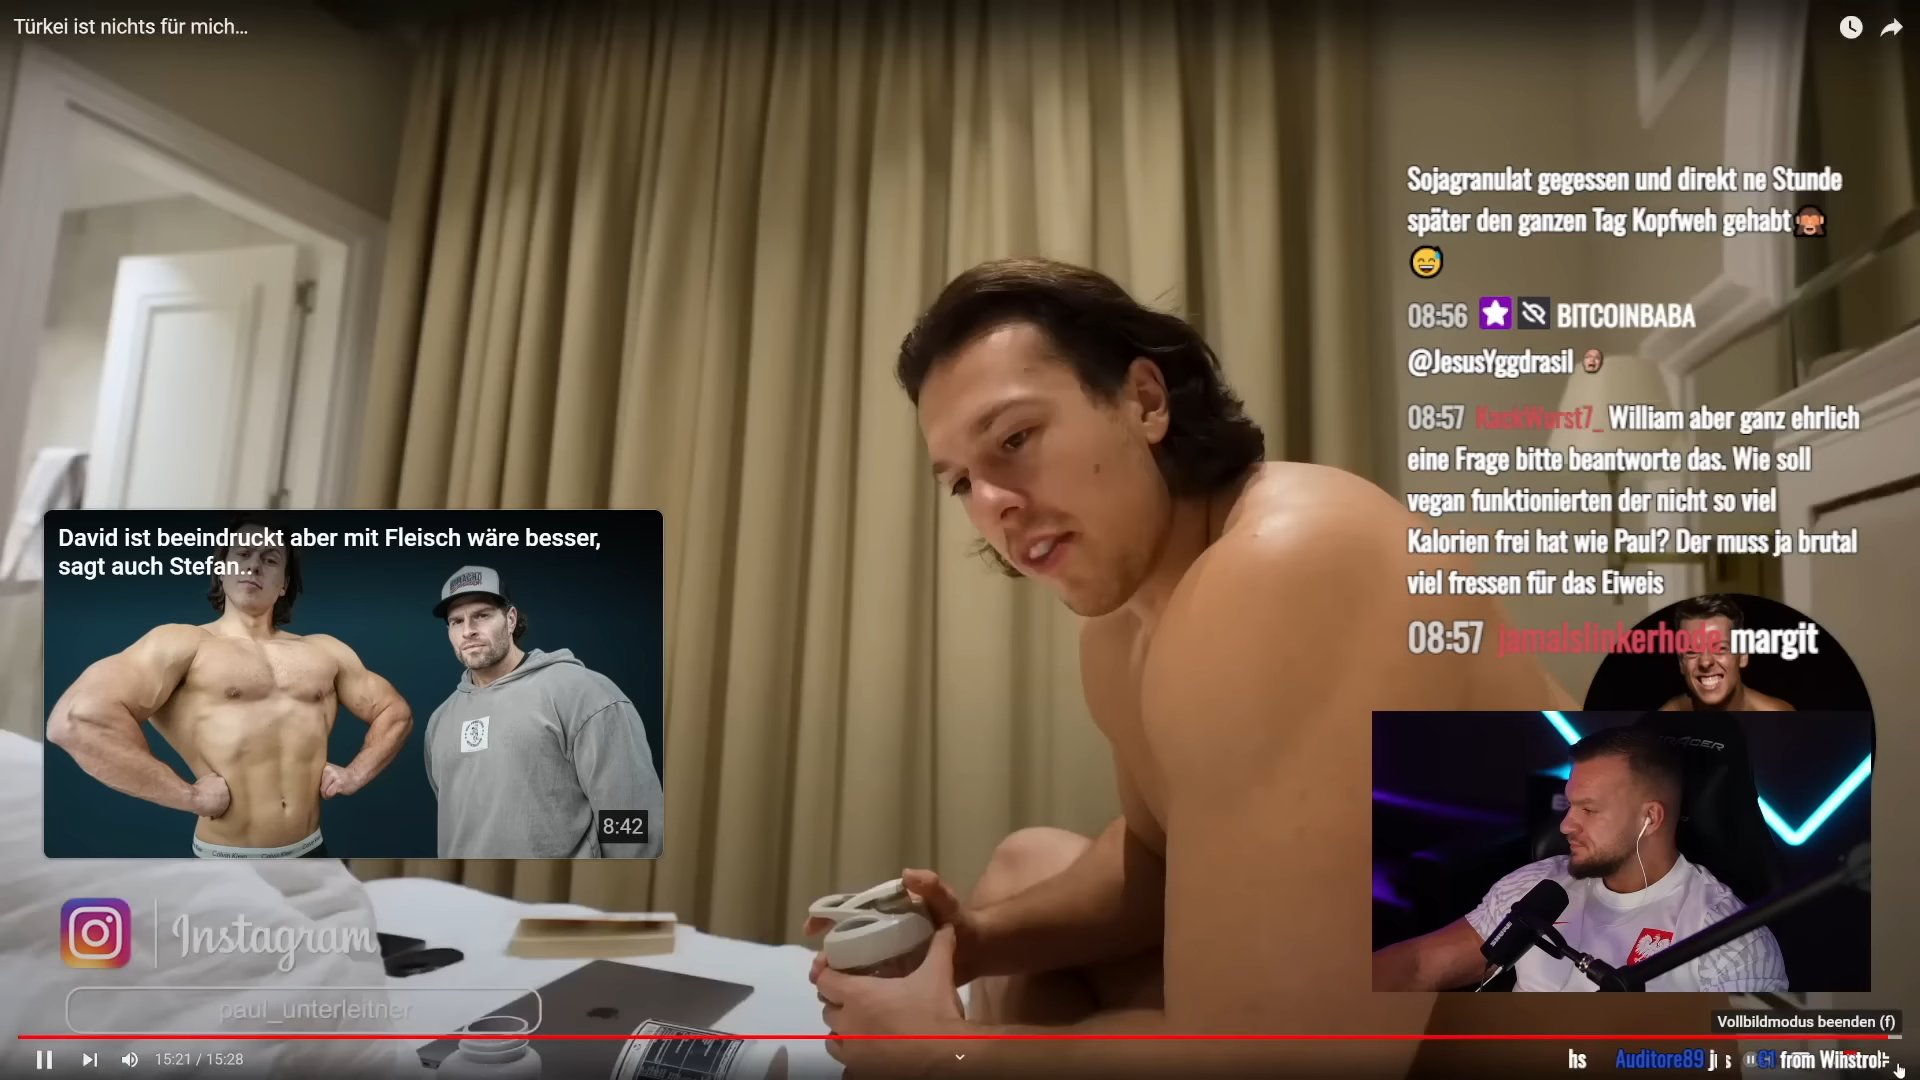 Türkei ist nichts für mich...
Sojagranulat gegessen und direkt ne Stunde
später den ganzen Tag Kopfweh gehabt🙈
😅
08:56 BITCOINBABA
@JesusYggdrasil
08:57 KackWurst7_ William aber ganz ehrlich
eine Frage bitte beantworte das. Wie soll
vegan funktionierten der nicht so viel
Kalorien frei hat wie Paul? Der muss ja brutal
viel fressen für das Eiweis
08:57 jamalslinkerhode margit
David ist beeindruckt aber mit Fleisch wäre besser,
sagt auch Stefan..
8:42
Instagram
paul_unterleitner
SHURE
Vollbildmodus beenden (f)
15:21 / 15:28
hs Auditore89